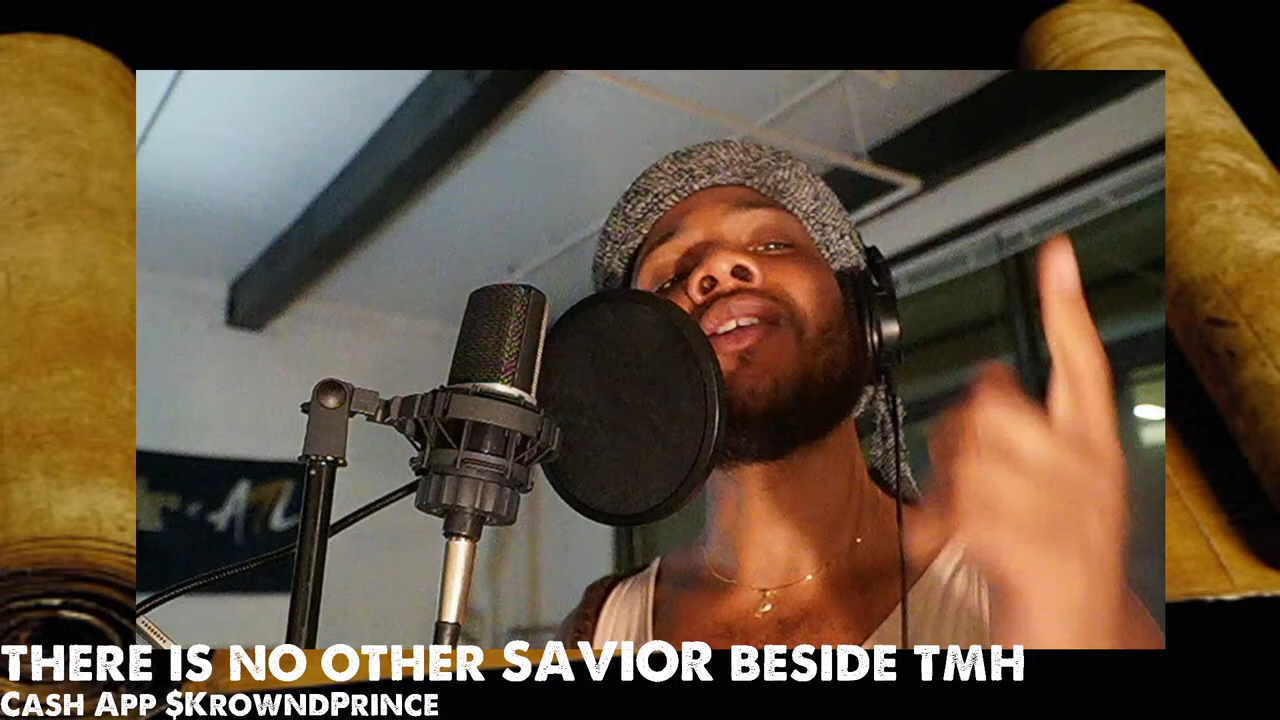 THERE IS NO OTHER SAVIOR BESIDE TMH
CASH APP $KROWNDPRINCE